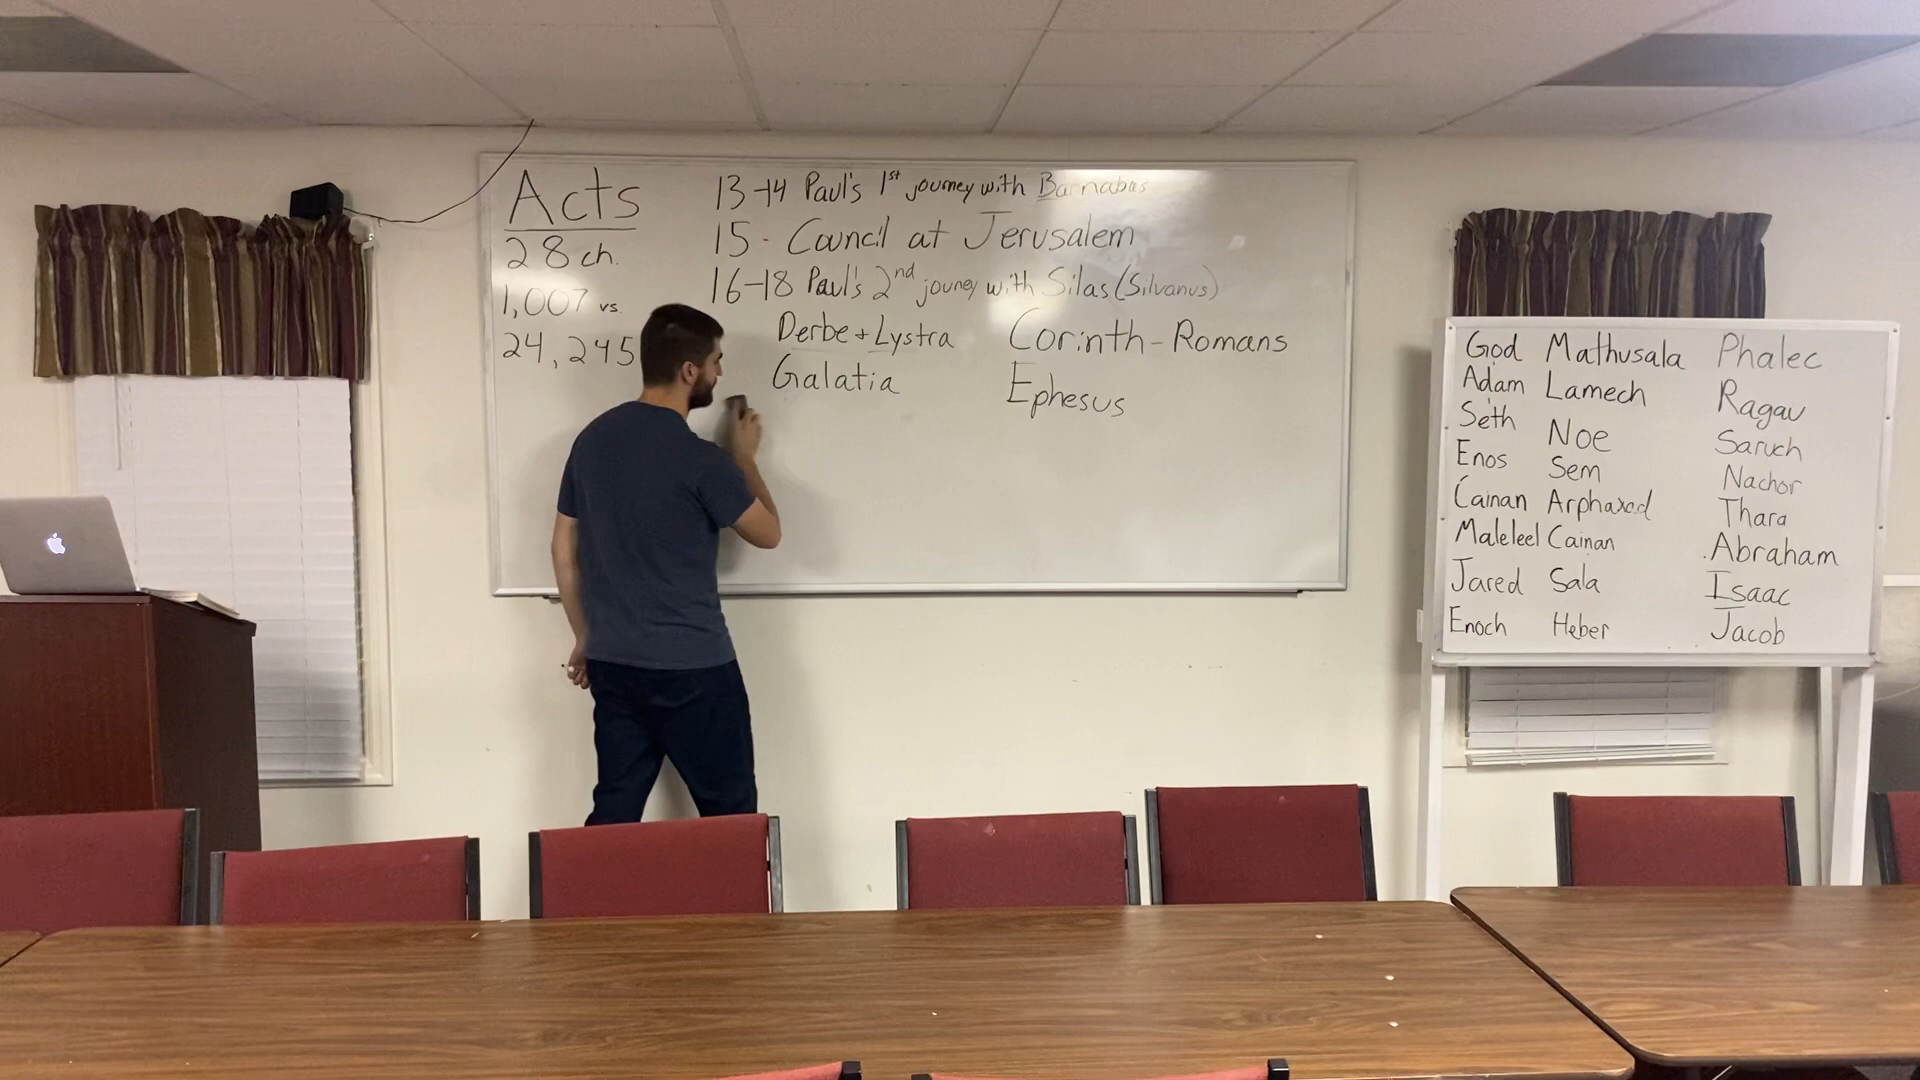 Acts
28 ch.
1,007 vs.
24,245
13-14 Paul's 1st journey with Barnabas
15 - Council at Jerusalem
16-18 Paul's 2nd jouney with Silas (Silvanus)
Derbe + Lystra
Galatia
Corinth - Romans
Ephesus
God
Adam
Seth
Enos
Cainan
Maleleel
Jared
Enoch
Mathusala
Lamech
Noe
Sem
Arphaxad
Cainan
Sala
Heber
Phalec
Ragau
Saruch
Nachor
Thara
Abraham
Isaac
Jacob